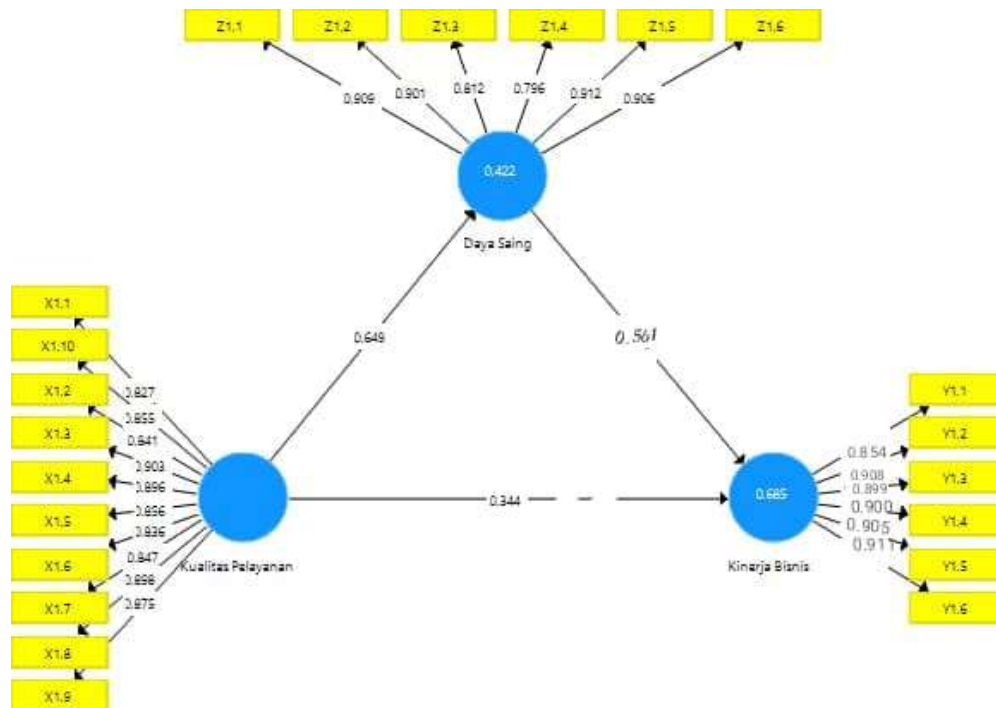 Z1.1 Z1.2 Z1.3 Z1.4 Z1.5 Z1.6
0.909 0.901 0.812 0.796 0.912 0.906
0.422
Daya Saing
0.649
0.561
X1.1
X1.10
X1.2
X1.3
X1.4
X1.5
X1.6
X1.7
X1.8
X1.9
0.827
0.855
0.841
0.903
0.896
0.856
0.836
0.847
0.898
0.875
Kualitas Pelayanan
0.344
0.685
Kinerja Bisnis
0.854
0.908
0.899
0.900
0.905
0.911
Y1.1
Y1.2
Y1.3
Y1.4
Y1.5
Y1.6